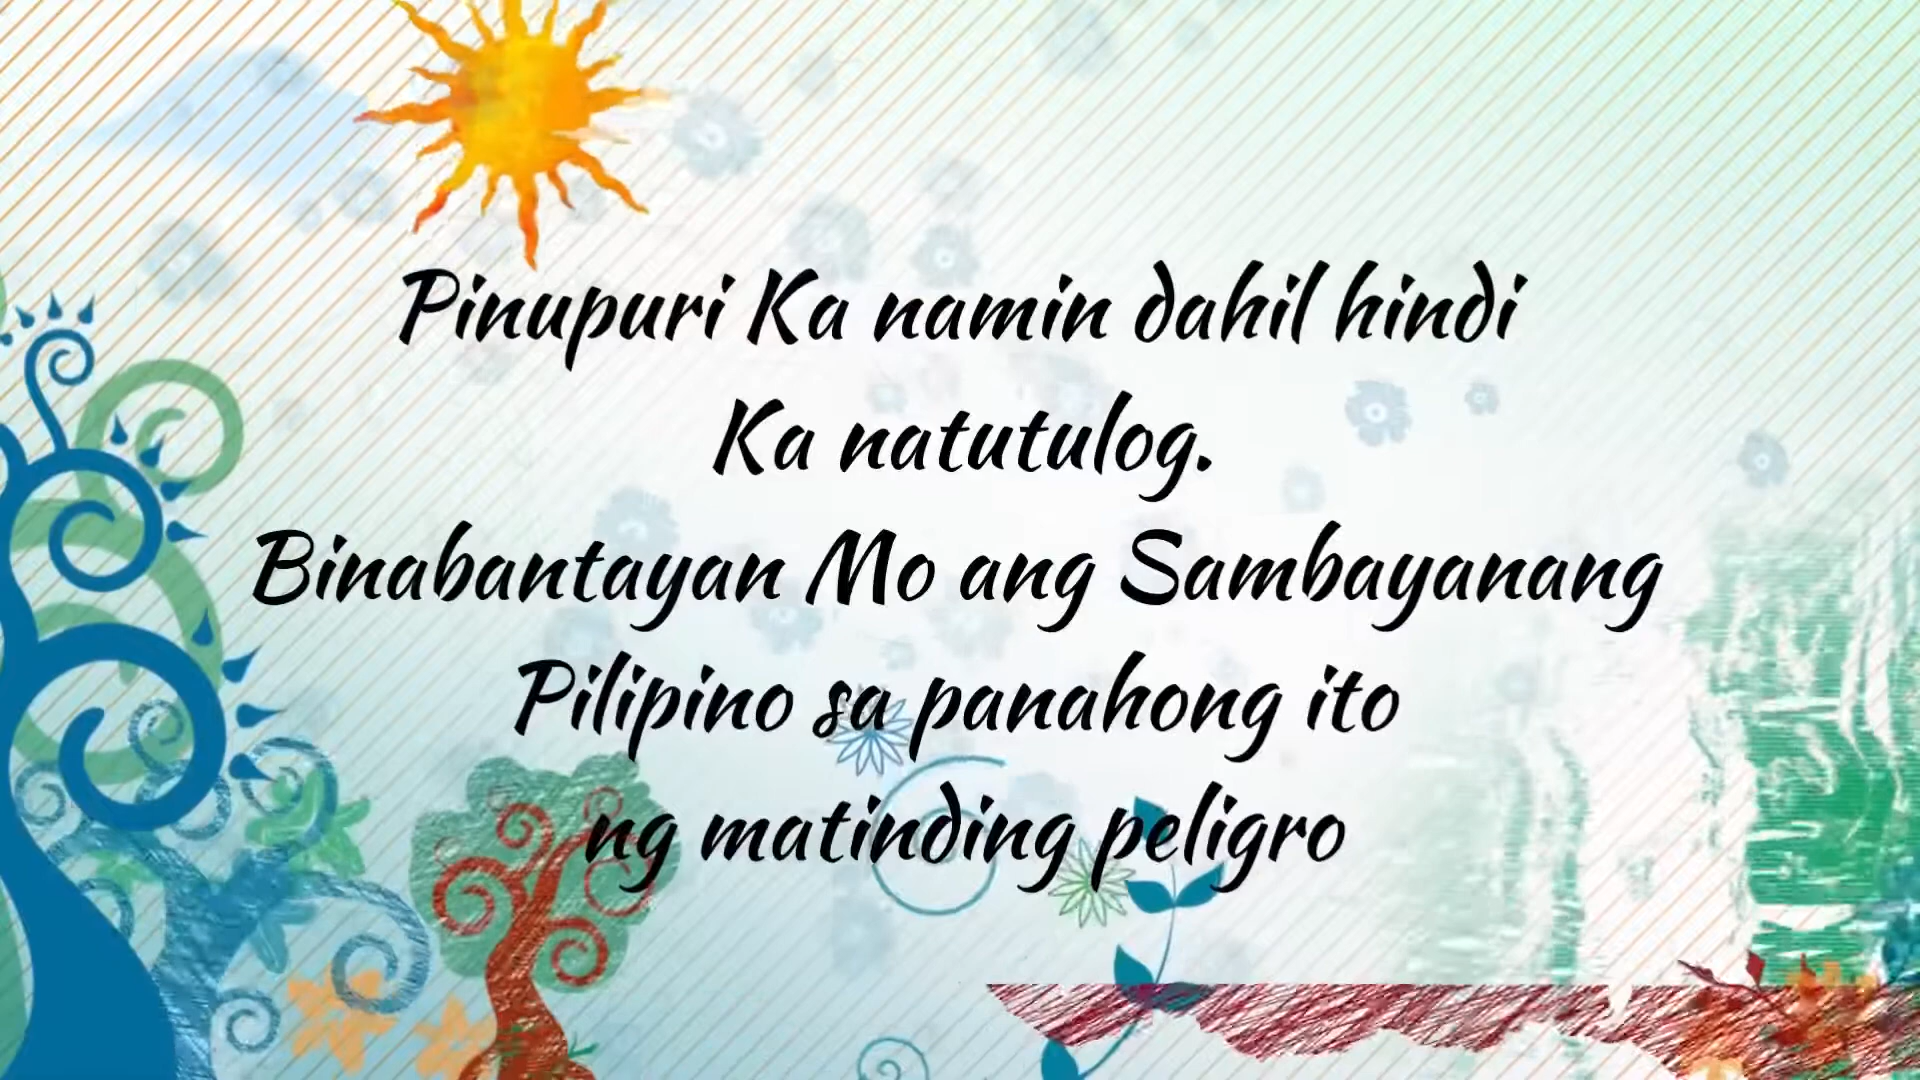 Pinupuri Ka namin dahil hindi
Ka natutulog.
Binabantayan Mo ang Sambayanang
Pilipino sa panahong ito
ng matinding peligro